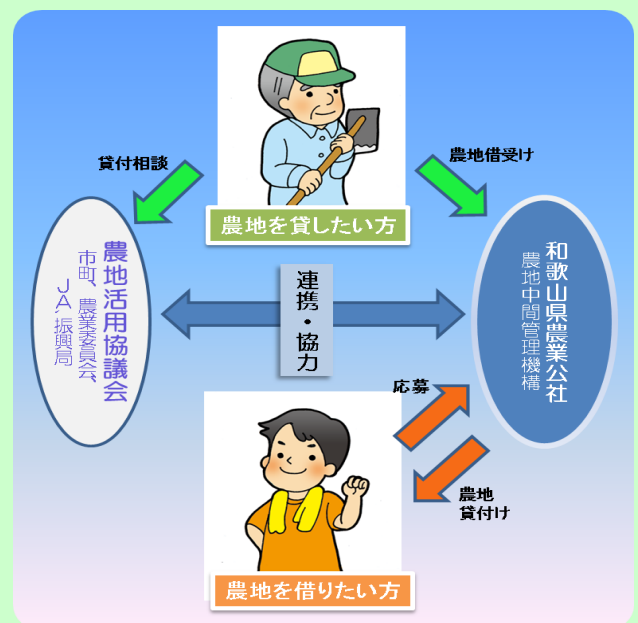 貸付相談
農地借受け
農地を貸したい方
農地活用協議会
市町、農業委員会、
JA、振興局
連携・協力
和歌山県農業公社
農地中間管理機構
応募
農地
貸付け
農地を借りたい方